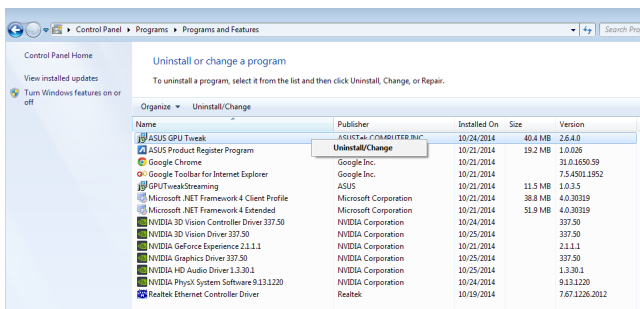 Control Panel ▸ Programs ▸ Programs and Features
Search Pro
Control Panel Home
View installed updates
Turn Windows features on or
off
Uninstall or change a program
To uninstall a program, select it from the list and then click Uninstall, Change, or Repair.
Organize ▾ Uninstall/Change
Name Publisher Installed On Size Version
ASUS GPU Tweak ASUSTek COMPUTER INC. 10/24/2014 40.4 MB 2.6.4.0
Uninstall/Change
ASUS Product Register Program 10/21/2014 19.2 MB 1.0.026
Google Chrome Google Inc. 10/21/2014 31.0.1650.59
Google Toolbar for Internet Explorer Google Inc. 10/21/2014 7.5.4501.1952
GPUTweakStreaming ASUS 10/21/2014 11.5 MB 1.0.3.5
Microsoft .NET Framework 4 Client Profile Microsoft Corporation 10/21/2014 38.8 MB 4.0.30319
Microsoft .NET Framework 4 Extended Microsoft Corporation 10/21/2014 51.9 MB 4.0.30319
NVIDIA 3D Vision Controller Driver 337.50 NVIDIA Corporation 10/24/2014 337.50
NVIDIA 3D Vision Driver 337.50 NVIDIA Corporation 10/25/2014 337.50
NVIDIA GeForce Experience 2.1.1.1 NVIDIA Corporation 10/21/2014 2.1.1.1
NVIDIA Graphics Driver 337.50 NVIDIA Corporation 10/25/2014 337.50
NVIDIA HD Audio Driver 1.3.30.1 NVIDIA Corporation 10/25/2014 1.3.30.1
NVIDIA PhysX System Software 9.13.1220 NVIDIA Corporation 10/24/2014 9.13.1220
Realtek Ethernet Controller Driver Realtek 10/19/2014 7.67.1226.2012